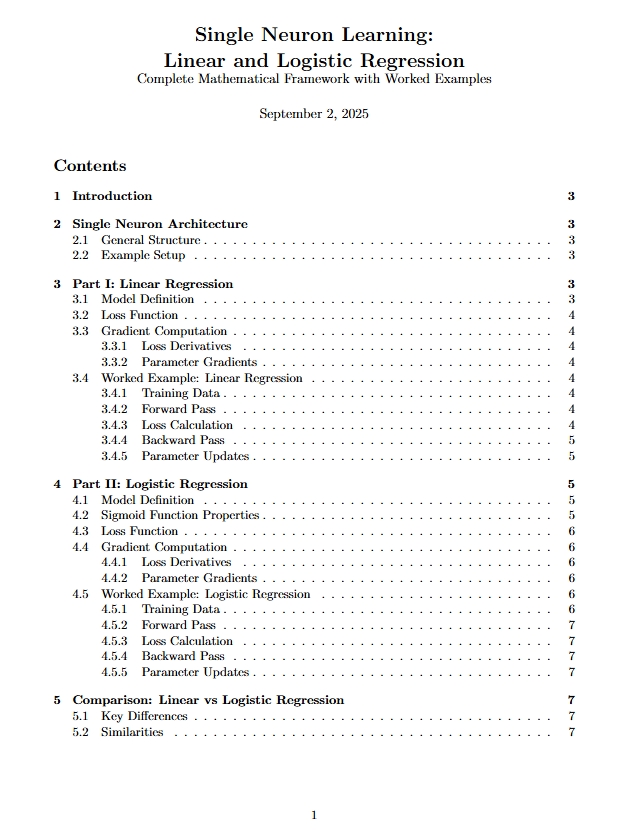 Single Neuron Learning:
Linear and Logistic Regression
Complete Mathematical Framework with Worked Examples
September 2, 2025
Contents
1 Introduction 3
2 Single Neuron Architecture 3
2.1 General Structure . . . . . . . . . . . . . . . . . . . . . . . . . . . . . . . . . . . . 3
2.2 Example Setup . . . . . . . . . . . . . . . . . . . . . . . . . . . . . . . . . . . . . 3
3 Part I: Linear Regression 3
3.1 Model Definition . . . . . . . . . . . . . . . . . . . . . . . . . . . . . . . . . . . . 3
3.2 Loss Function . . . . . . . . . . . . . . . . . . . . . . . . . . . . . . . . . . . . . . 4
3.3 Gradient Computation . . . . . . . . . . . . . . . . . . . . . . . . . . . . . . . . . 4
3.3.1 Loss Derivatives . . . . . . . . . . . . . . . . . . . . . . . . . . . . . . . . 4
3.3.2 Parameter Gradients . . . . . . . . . . . . . . . . . . . . . . . . . . . . . . 4
3.4 Worked Example: Linear Regression . . . . . . . . . . . . . . . . . . . . . . . . . 4
3.4.1 Training Data . . . . . . . . . . . . . . . . . . . . . . . . . . . . . . . . . . 4
3.4.2 Forward Pass . . . . . . . . . . . . . . . . . . . . . . . . . . . . . . . . . . 4
3.4.3 Loss Calculation . . . . . . . . . . . . . . . . . . . . . . . . . . . . . . . . 4
3.4.4 Backward Pass . . . . . . . . . . . . . . . . . . . . . . . . . . . . . . . . . 5
3.4.5 Parameter Updates . . . . . . . . . . . . . . . . . . . . . . . . . . . . . . . 5
4 Part II: Logistic Regression 5
4.1 Model Definition . . . . . . . . . . . . . . . . . . . . . . . . . . . . . . . . . . . . 5
4.2 Sigmoid Function Properties . . . . . . . . . . . . . . . . . . . . . . . . . . . . . . 5
4.3 Loss Function . . . . . . . . . . . . . . . . . . . . . . . . . . . . . . . . . . . . . . 6
4.4 Gradient Computation . . . . . . . . . . . . . . . . . . . . . . . . . . . . . . . . . 6
4.4.1 Loss Derivatives . . . . . . . . . . . . . . . . . . . . . . . . . . . . . . . . 6
4.4.2 Parameter Gradients . . . . . . . . . . . . . . . . . . . . . . . . . . . . . . 6
4.5 Worked Example: Logistic Regression . . . . . . . . . . . . . . . . . . . . . . . . 6
4.5.1 Training Data . . . . . . . . . . . . . . . . . . . . . . . . . . . . . . . . . . 6
4.5.2 Forward Pass . . . . . . . . . . . . . . . . . . . . . . . . . . . . . . . . . . 7
4.5.3 Loss Calculation . . . . . . . . . . . . . . . . . . . . . . . . . . . . . . . . 7
4.5.4 Backward Pass . . . . . . . . . . . . . . . . . . . . . . . . . . . . . . . . . 7
4.5.5 Parameter Updates . . . . . . . . . . . . . . . . . . . . . . . . . . . . . . . 7
5 Comparison: Linear vs Logistic Regression 7
5.1 Key Differences . . . . . . . . . . . . . . . . . . . . . . . . . . . . . . . . . . . . . 7
5.2 Similarities . . . . . . . . . . . . . . . . . . . . . . . . . . . . . . . . . . . . . . . 7
1